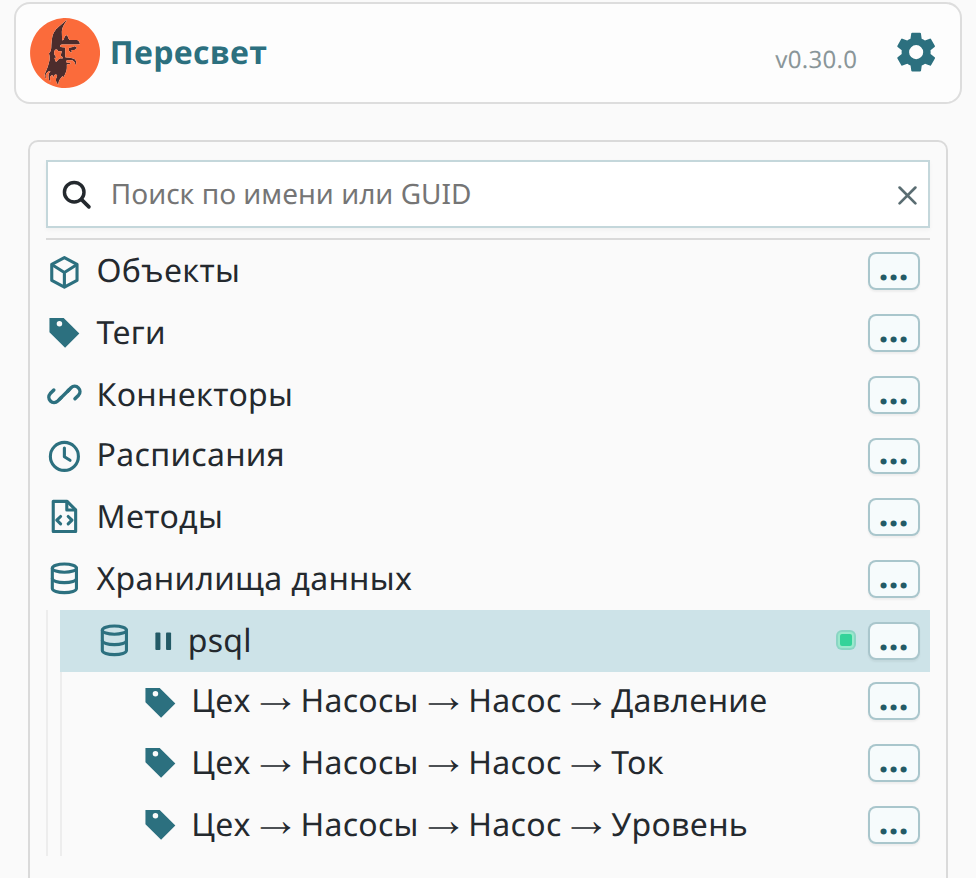 Пересвет
v0.30.0
Поиск по имени или GUID
Объекты
...
Теги
...
Коннекторы
...
Расписания
...
Методы
...
Хранилища данных
...
psql
...
Цех → Насосы → Насос → Давление
...
Цех → Насосы → Насос → Ток
...
Цех → Насосы → Насос → Уровень
...